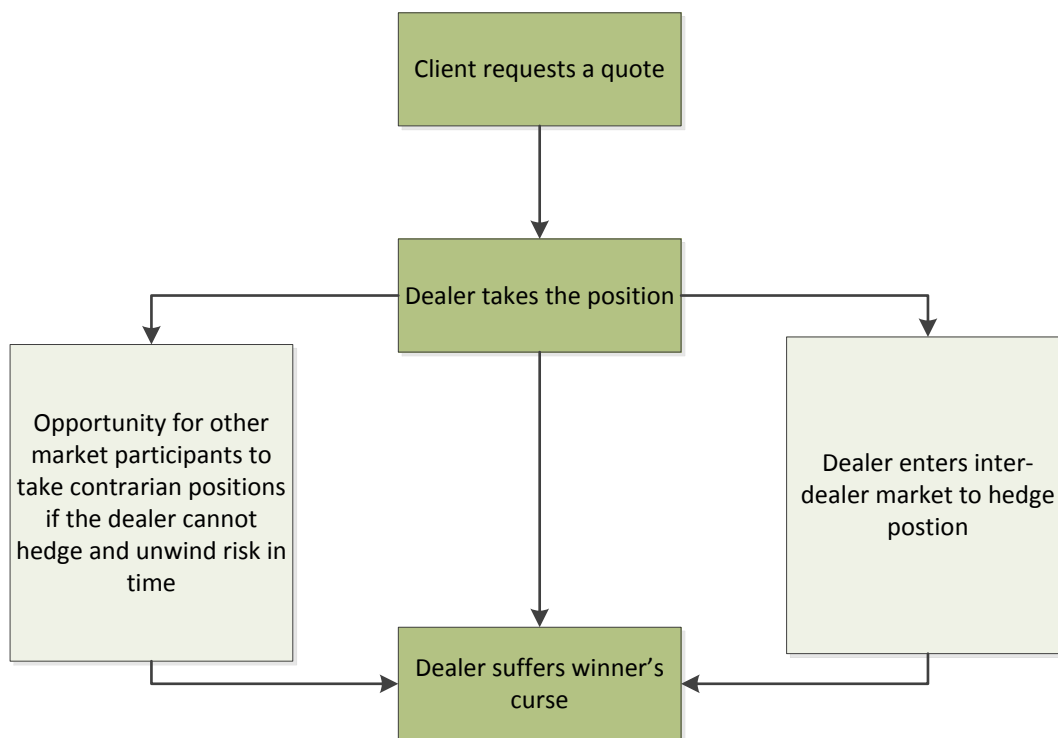 Client requests a quote
Dealer takes the position
Opportunity for other
market participants to
take contrarian positions
if the dealer cannot
hedge and unwind risk in
time
Dealer enters inter-
dealer market to hedge
postion
Dealer suffers winner’s
curse